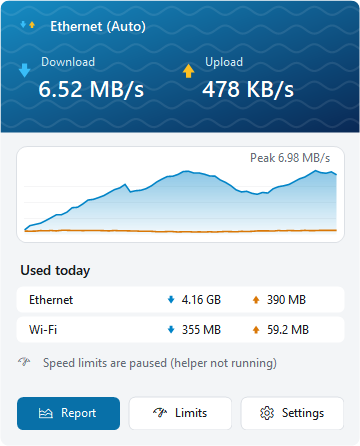 Ethernet (Auto)
Download Upload
6.52 MB/s 478 KB/s
Peak 6.98 MB/s
Used today
Ethernet 4.16 GB 390 MB
Wi-Fi 355 MB 59.2 MB
Speed limits are paused (helper not running)
Report Limits Settings